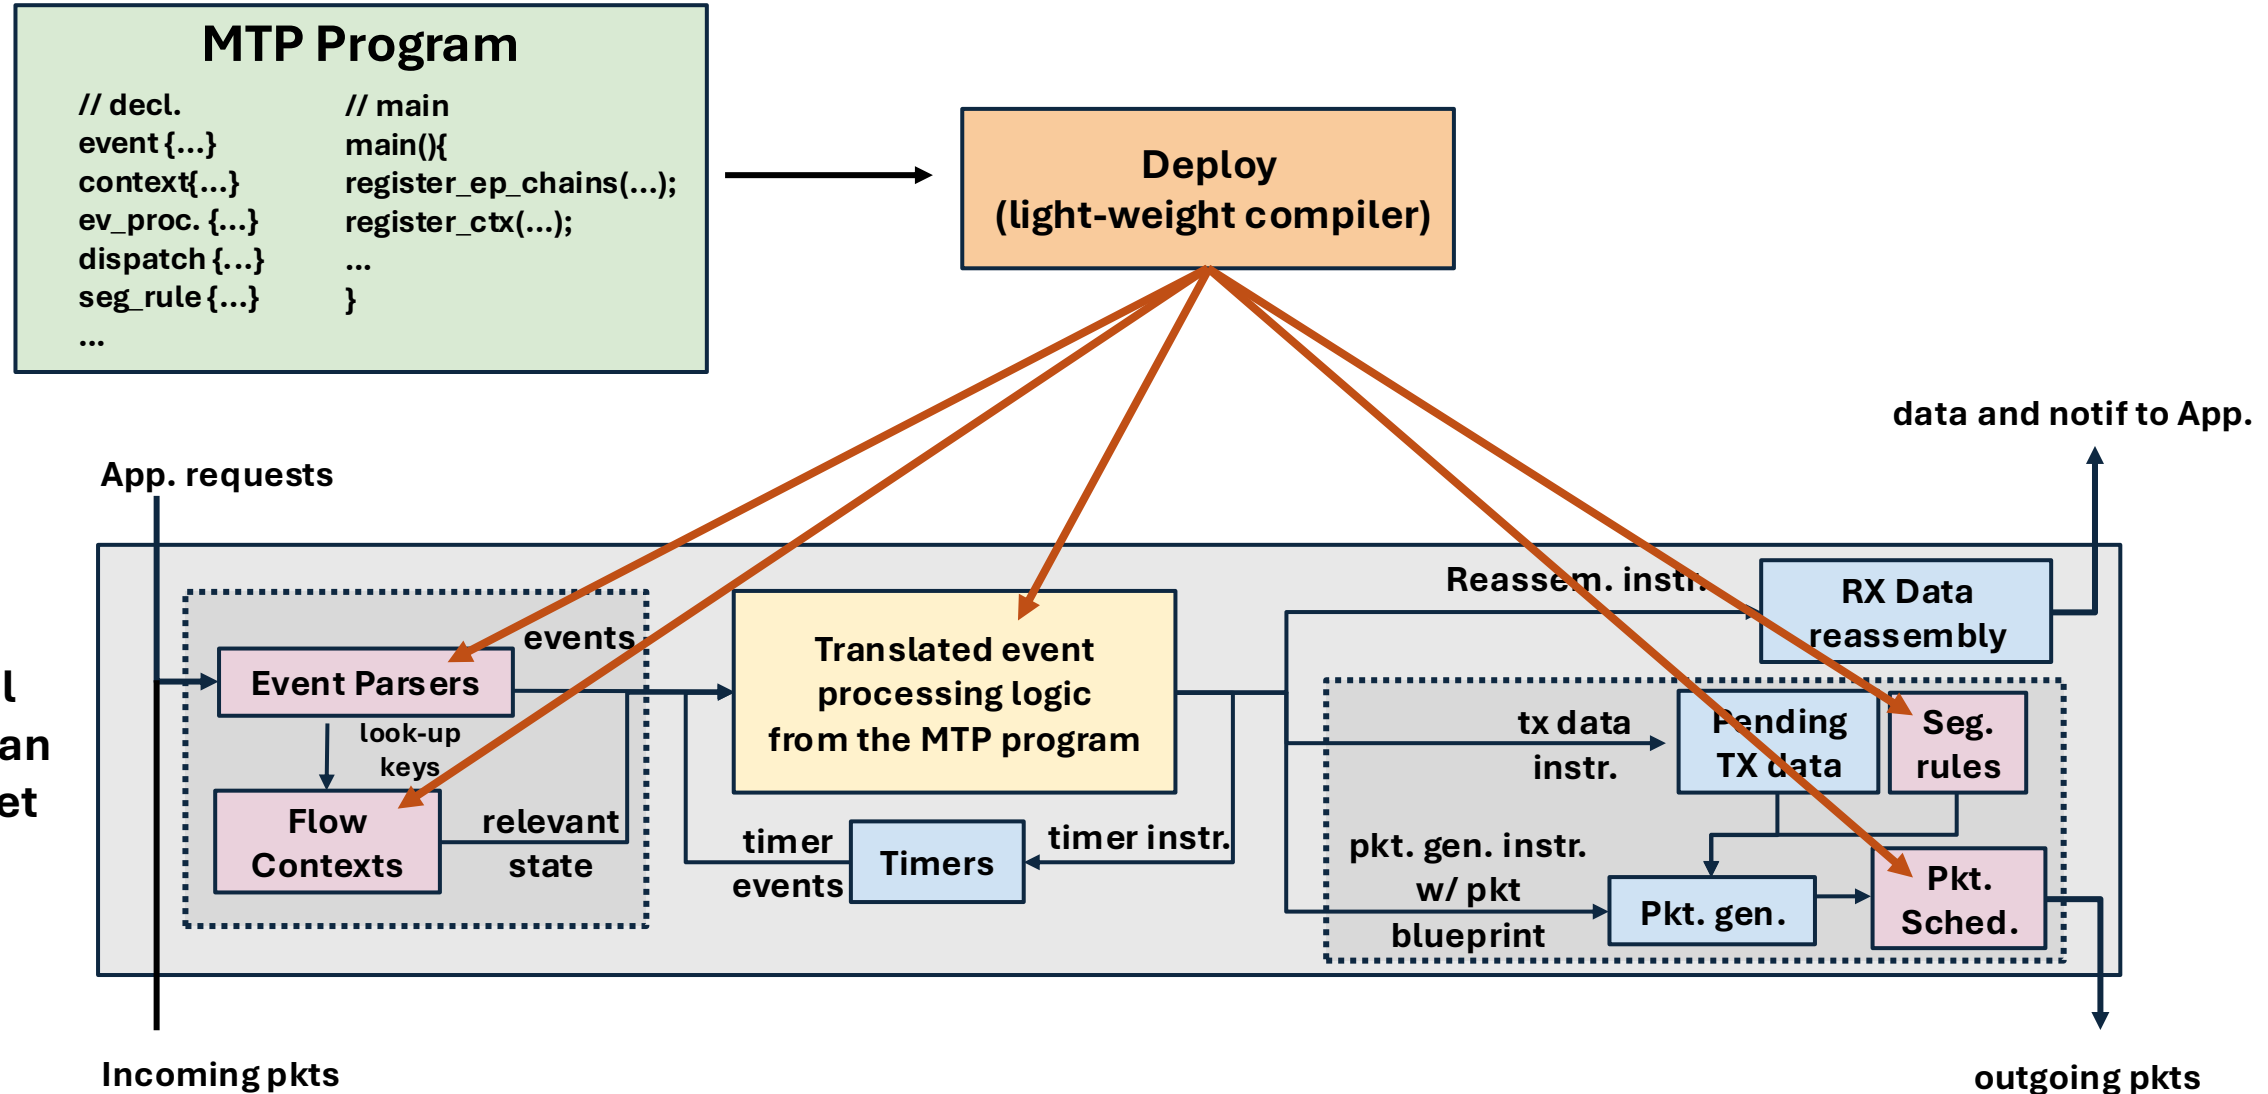 MTP Program
// decl.
event {...}
context{...}
ev_proc. {...}
dispatch {...}
seg_rule {...}
...
// main
main(){
register_ep_chains(...);
register_ctx(...);
...
}
Deploy
(light-weight compiler)
data and notif to App.
App. requests
l
an
et
events
Event Parsers
look-up
keys
Flow
Contexts
relevant
state
Translated event
processing logic
from the MTP program
timer
events
Timers
timer instr.
Reassem. instr.
RX Data
reassembly
tx data
instr.
Pending
TX data
Seg.
rules
pkt. gen. instr.
w/ pkt
blueprint
Pkt. gen.
Pkt.
Sched.
Incoming pkts
outgoing pkts